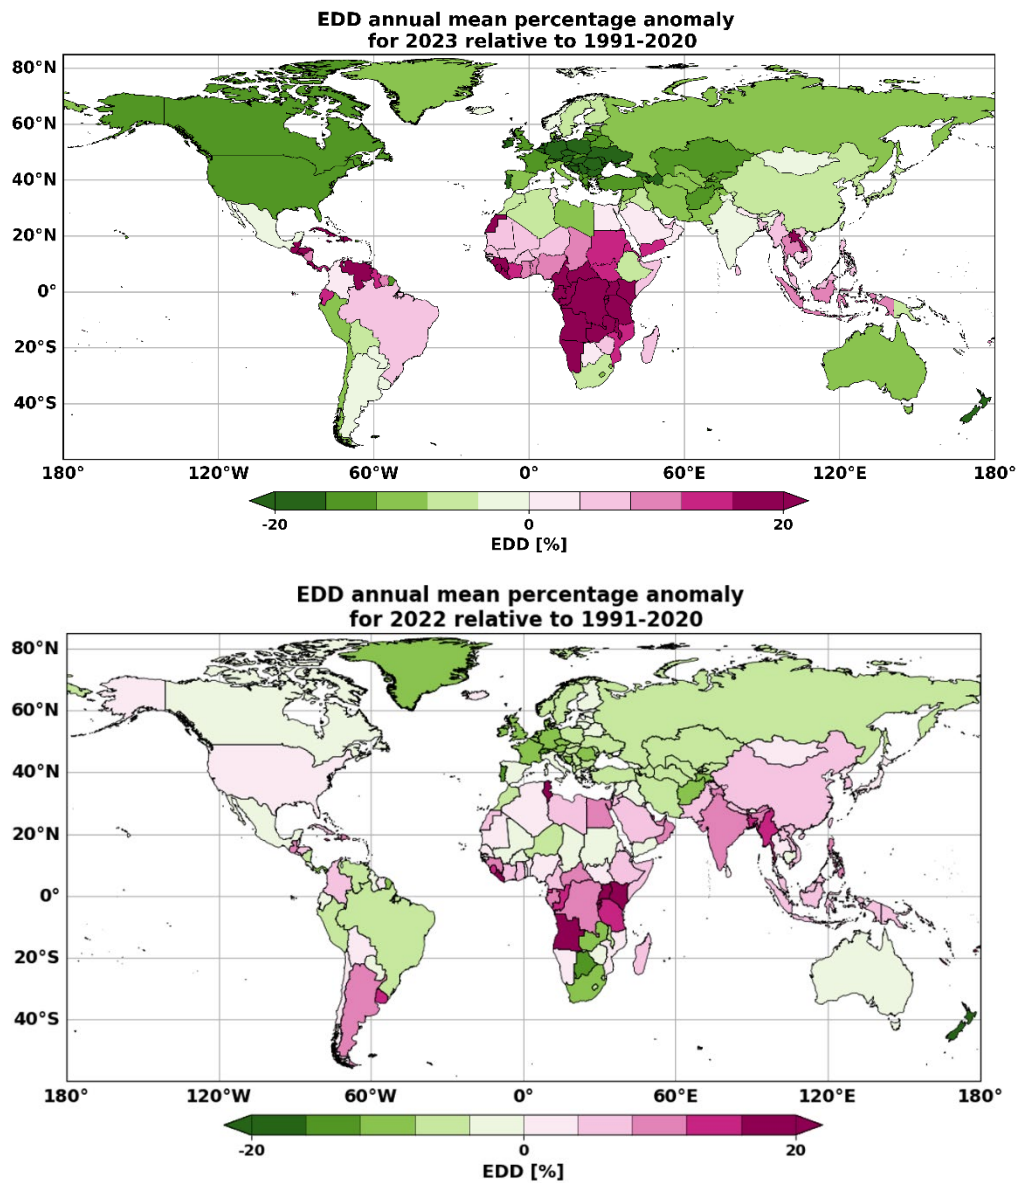 EDD annual mean percentage anomaly
for 2023 relative to 1991-2020
80°N
60°N
40°N
20°N
0°
20°S
40°S
180°
120°W
60°W
0°
60°E
120°E
180°
-20
0
20
EDD [%]
EDD annual mean percentage anomaly
for 2022 relative to 1991-2020
80°N
60°N
40°N
20°N
0°
20°S
40°S
180°
120°W
60°W
0°
60°E
120°E
180°
-20
0
20
EDD [%]